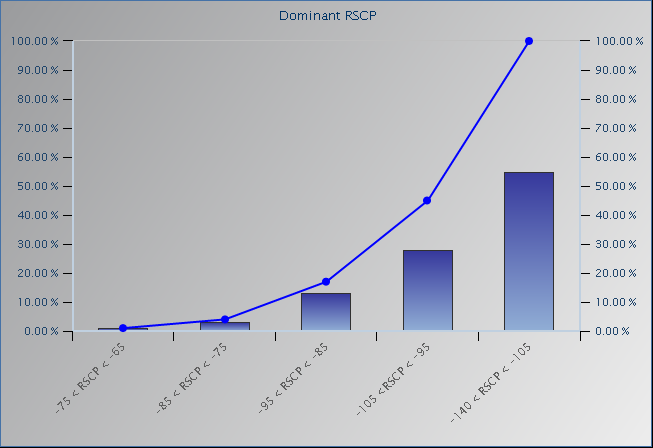 Dominant RSCP
100.00 % 100.00 %
90.00 % 90.00 %
80.00 % 80.00 %
70.00 % 70.00 %
60.00 % 60.00 %
50.00 % 50.00 %
40.00 % 40.00 %
30.00 % 30.00 %
20.00 % 20.00 %
10.00 % 10.00 %
0.00 % 0.00 %
-75 < RSCP < -65
-85 < RSCP < -75
-95 < RSCP < -85
-105 <RSCP < -95
-140 < RSCP < -105